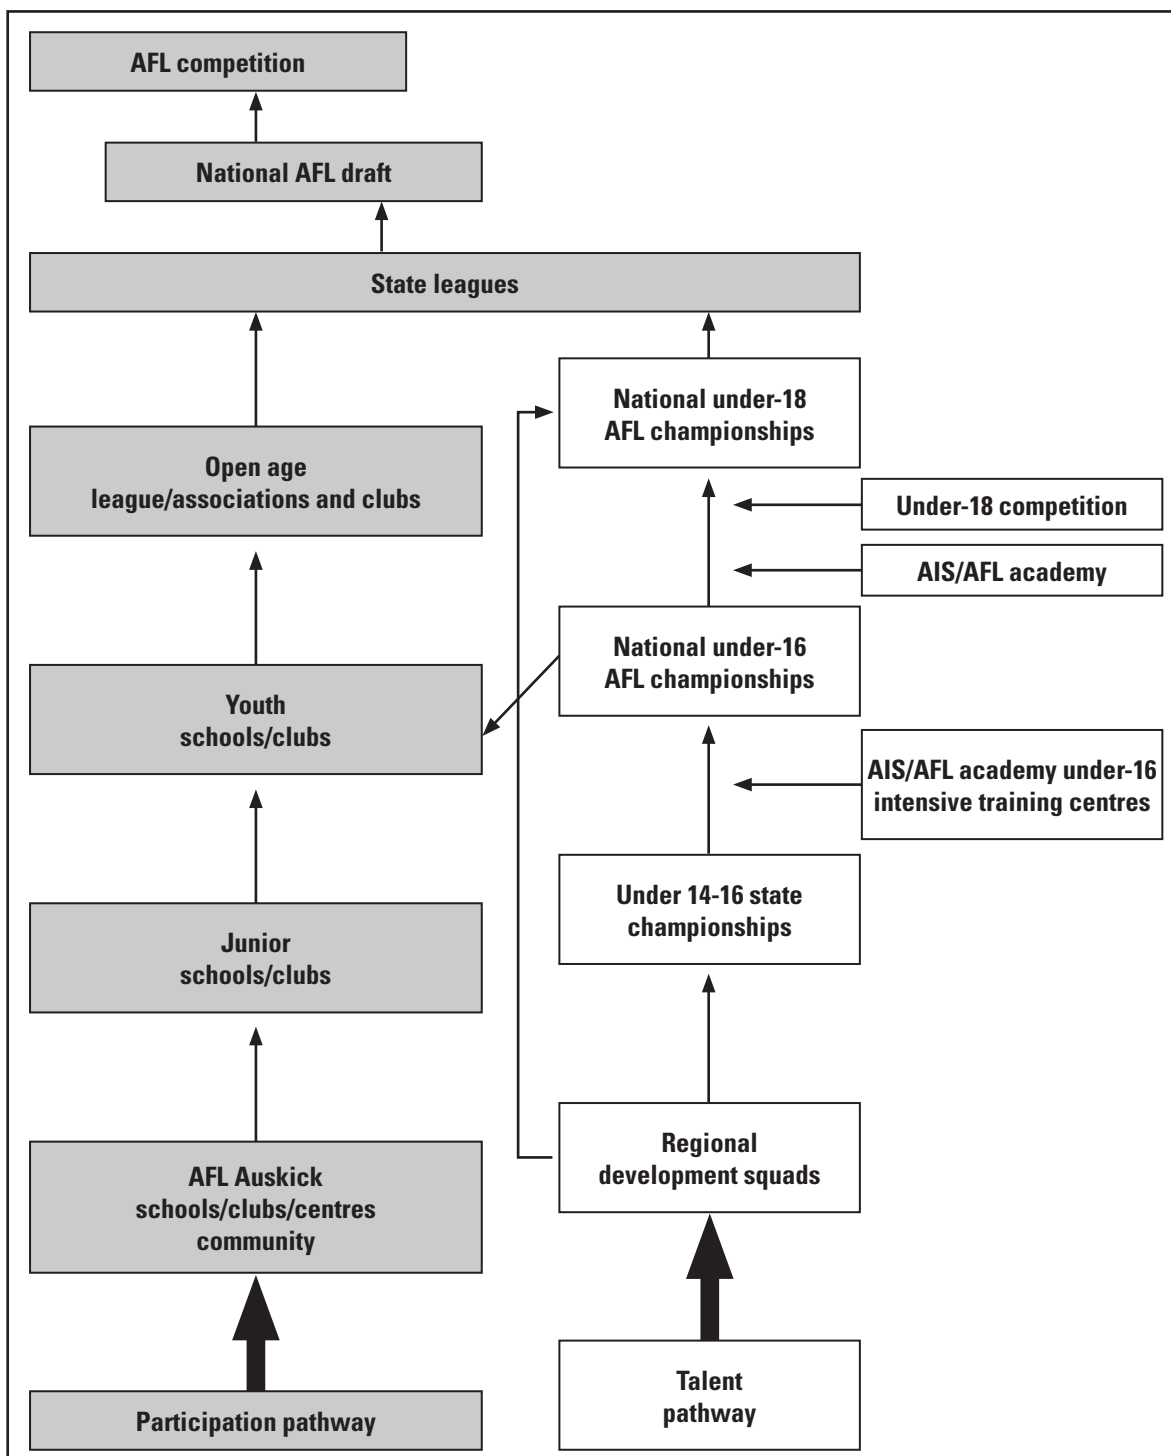 AFL competition
National AFL draft
State leagues
National under-18
AFL championships
Open age
league/associations and clubs
Under-18 competition
AIS/AFL academy
National under-16
AFL championships
Youth
schools/clubs
AIS/AFL academy under-16
intensive training centres
Under 14-16 state
championships
Junior
schools/clubs
Regional
development squads
AFL Auskick
schools/clubs/centres
community
Talent
pathway
Participation pathway